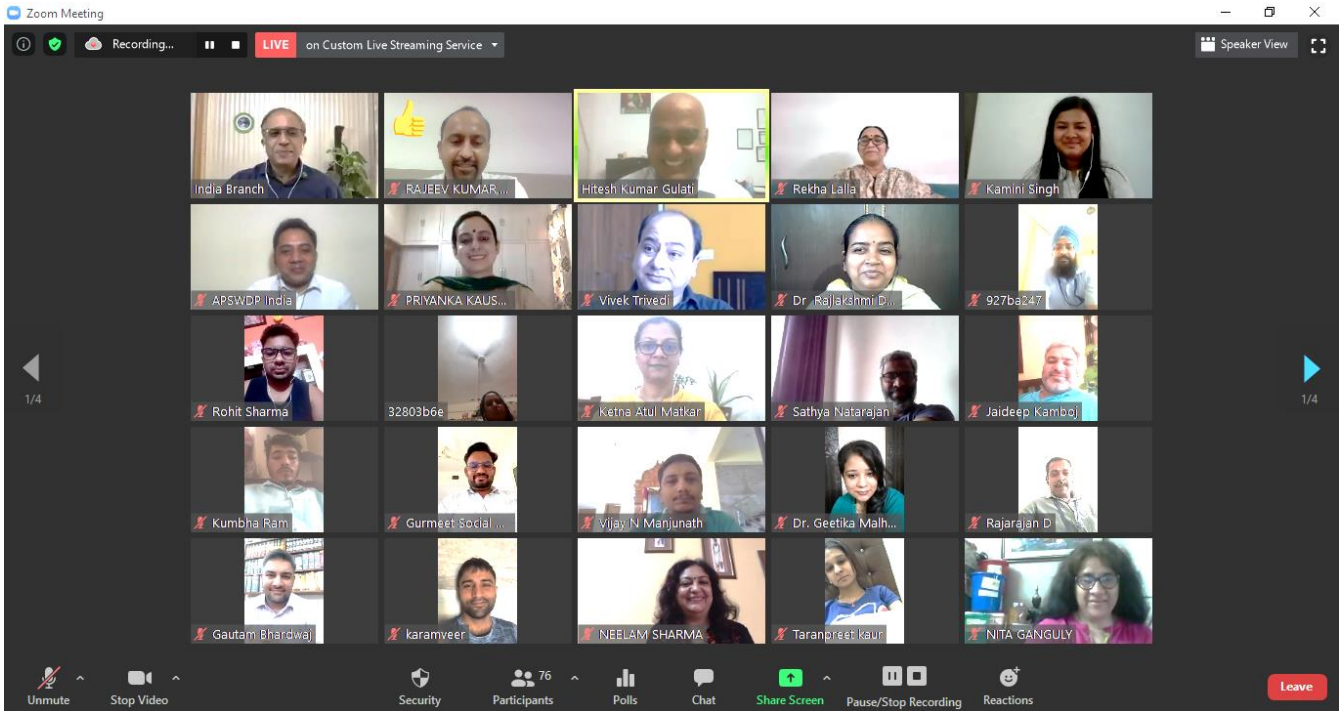 Zoom Meeting
Recording...
LIVE on Custom Live Streaming Service
Speaker View
India Branch
RAJEEV KUMAR ...
Hitesh Kumar Gulati
Rekha Lalla
Kamini Singh
APSWDP India
PRIYANKA KAUS...
Vivek Trivedi
Dr Rajlakshmi D...
927ba247
Rohit Sharma
32803b6e
Ketna Atul Matkar
Sathya Natarajan
Jaideep Kamboj
1/4
1/4
Kumbha Ram
Gurmeet Social ...
Vijay N Manjunath
Dr. Geetika Malh...
Rajarajan D
Gautam Bhardwaj
karamveer
NEELAM SHARMA
Taranpreet kaur
NITA GANGULY
Unmute
Stop Video
Security
76
Participants
Polls
Chat
Share Screen
Pause/Stop Recording
Reactions
Leave